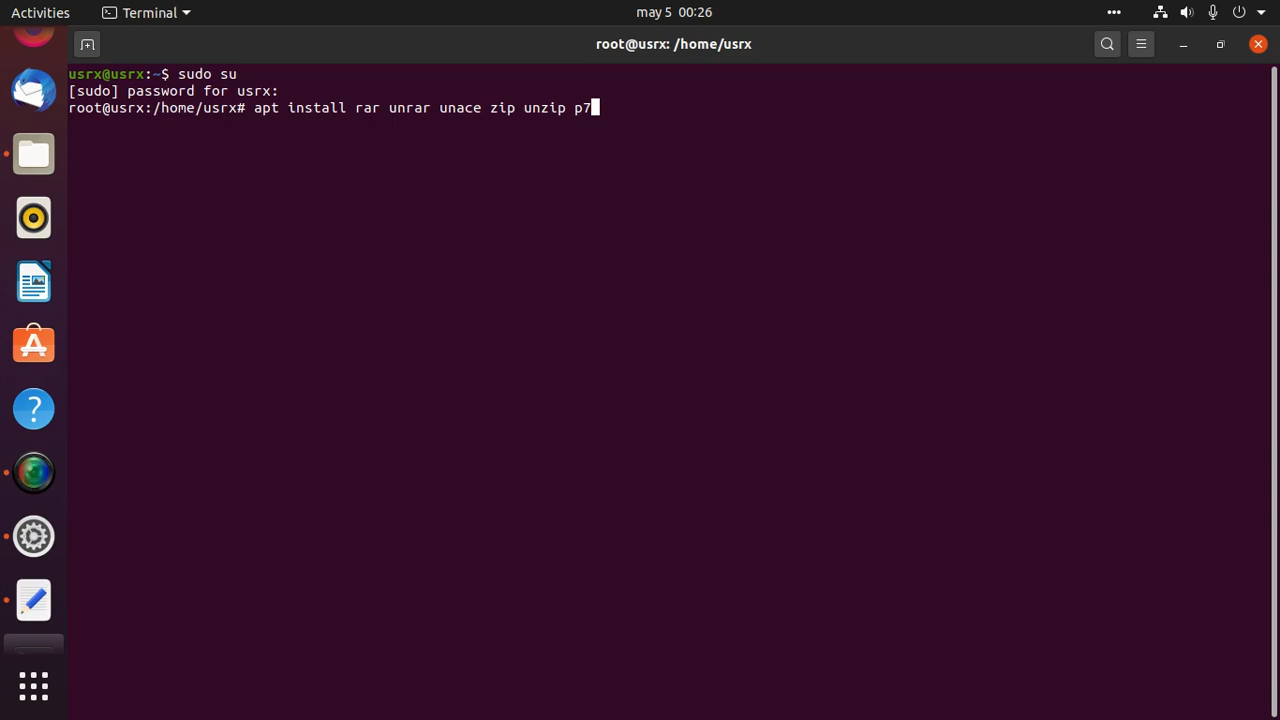 Activities
Terminal
may 5 00:26
root@usrx: /home/usrx
usrx@usrx:~$ sudo su
[sudo] password for usrx:
root@usrx:/home/usrx# apt install rar unrar unace zip unzip p7